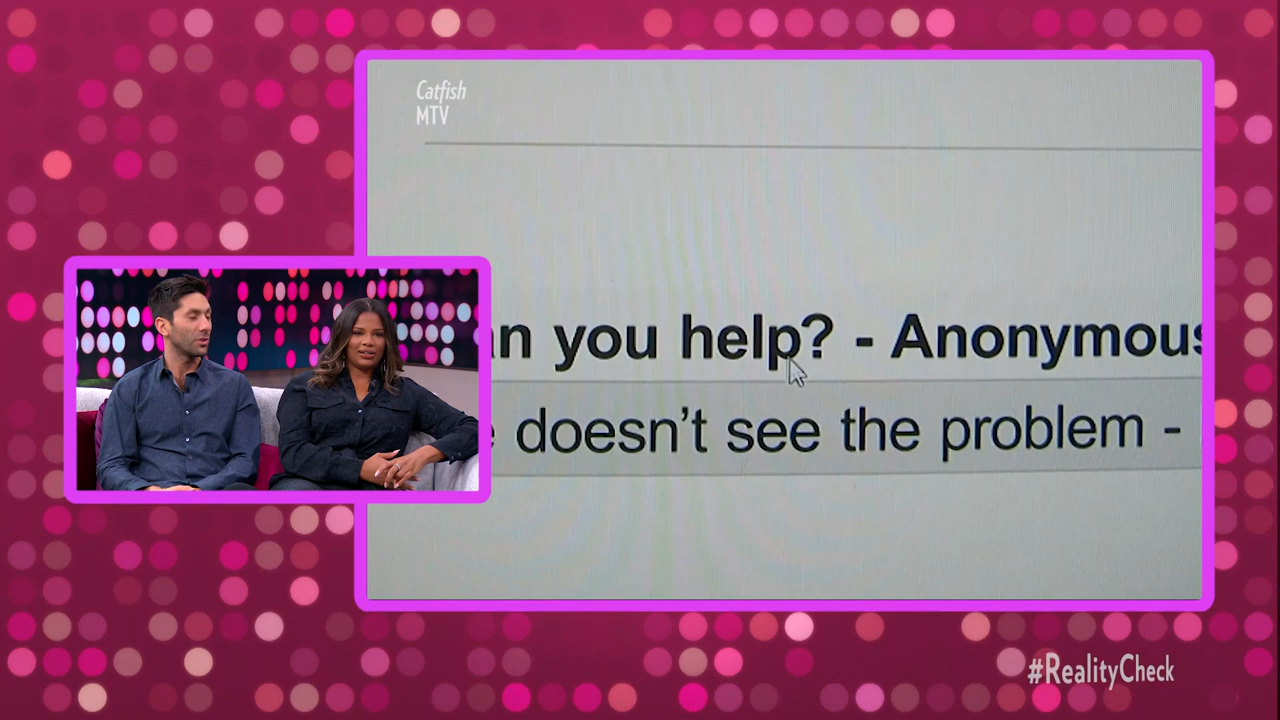 Catfish
MTV
an you help? - Anonymous
doesn't see the problem -
#RealityCheck